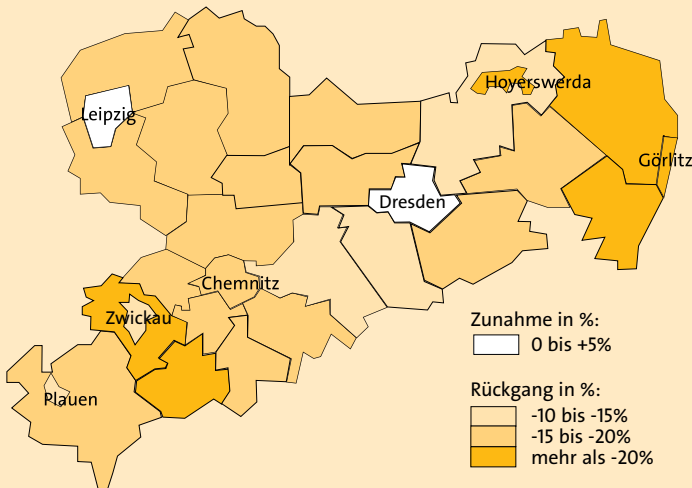 Hoyerswerda
Leipzig
Görlitz
Dresden
Chemnitz
Zwickau
Plauen
Zunahme in %:
0 bis +5%
Rückgang in %:
-10 bis -15%
-15 bis -20%
mehr als -20%